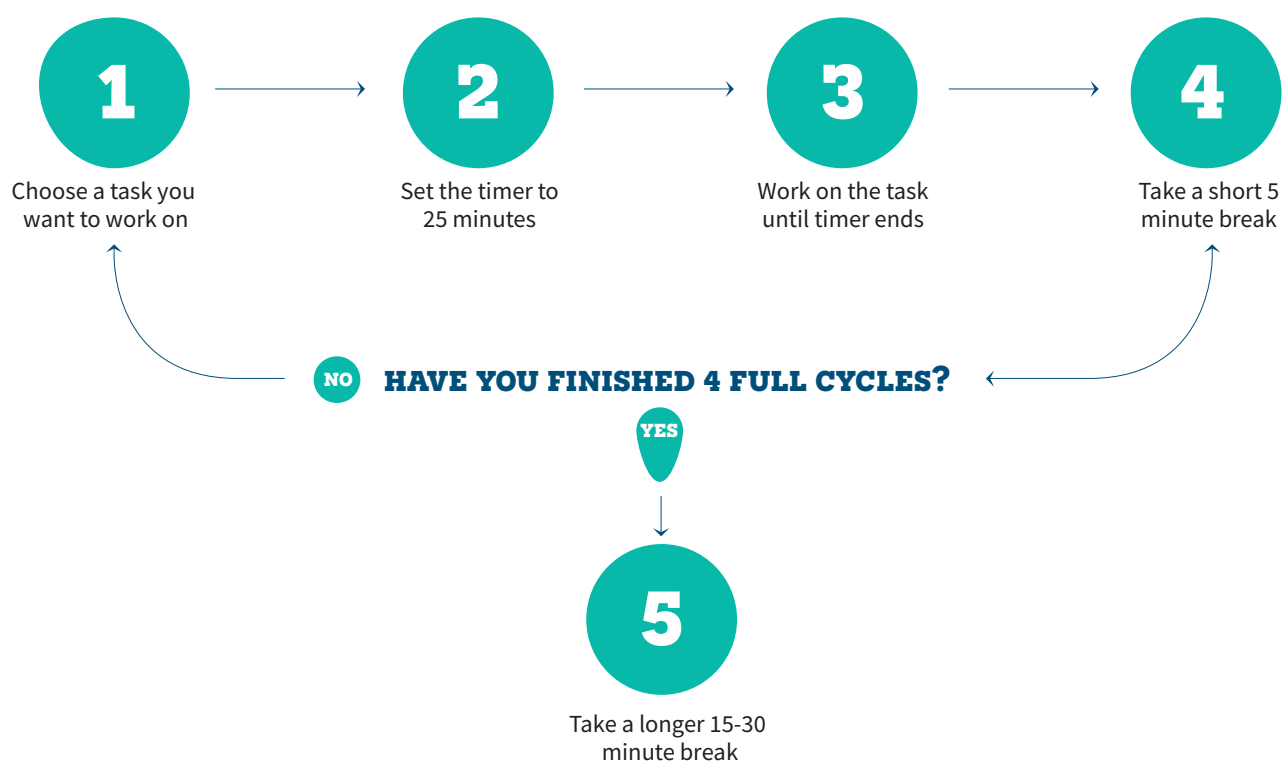 1
2
3
4
Choose a task you
want to work on
Set the timer to
25 minutes
Work on the task
until timer ends
Take a short 5
minute break
NO
HAVE YOU FINISHED 4 FULL CYCLES?
YES
5
Take a longer 15-30
minute break